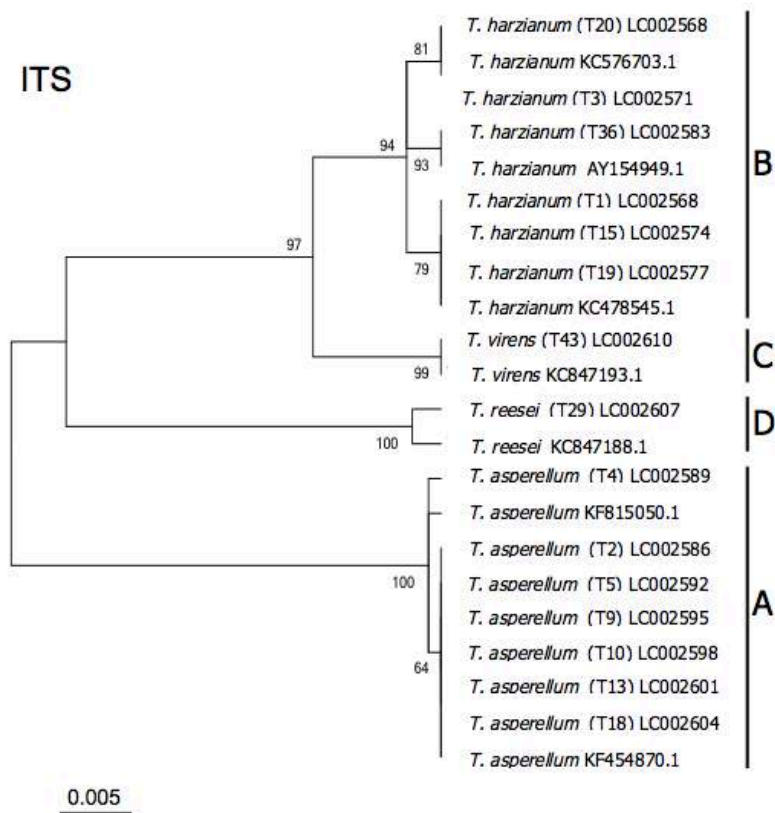 ITS
T. harzianum (T20) LC002568
81
T. harzianum KC576703.1
T. harzianum (T3) LC002571
T. harzianum (T36) LC002583
94
93
T. harzianum AY154949.1
B
T. harzianum (T1) LC002568
T. harzianum (T15) LC002574
97
79
T. harzianum (T19) LC002577
T. harzianum KC478545.1
T. virens (T43) LC002610
C
99
T. virens KC847193.1
T. reesei (T29) LC002607
D
100
T. reesei KC847188.1
T. asperellum (T4) LC002589
T. asperellum KF815050.1
T. asperellum (T2) LC002586
100
T. asperellum (T5) LC002592
A
T. asperellum (T9) LC002595
T. asperellum (T10) LC002598
64
T. asperellum (T13) LC002601
T. asperellum (T18) LC002604
T. asperellum KF454870.1
0.005